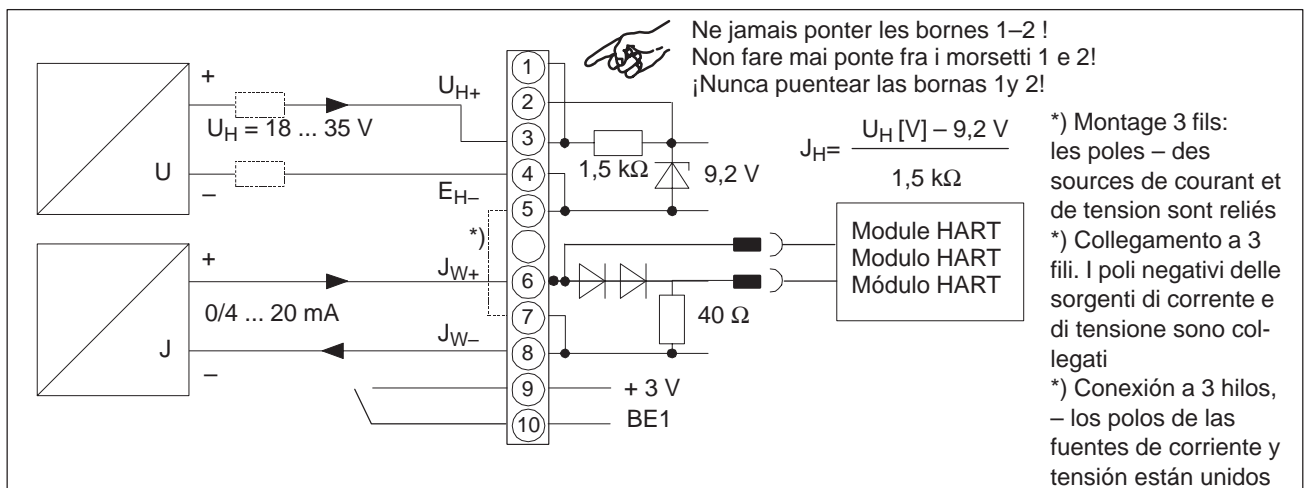 Ne jamais ponter les bornes 1–2 !
Non fare mai ponte fra i morsetti 1 e 2!
¡Nunca puentear las bornas 1y 2!
+
U_H+
U_H = 18 ... 35 V
U
–
E_H–
*)
+
J_W+
0/4 ... 20 mA
J
J_W–
–
1
2
3
4
5
6
7
8
9
10
1,5 kΩ
9,2 V
J_H= U_H [V] – 9,2 V
1,5 kΩ
Module HART
Modulo HART
Módulo HART
40 Ω
+ 3 V
BE1
*) Montage 3 fils:
les poles – des
sources de courant et
de tension sont reliés
*) Collegamento a 3
fili. I poli negativi delle
sorgenti di corrente e
di tensione sono col-
legati
*) Conexión a 3 hilos,
– los polos de las
fuentes de corriente y
tensión están unidos